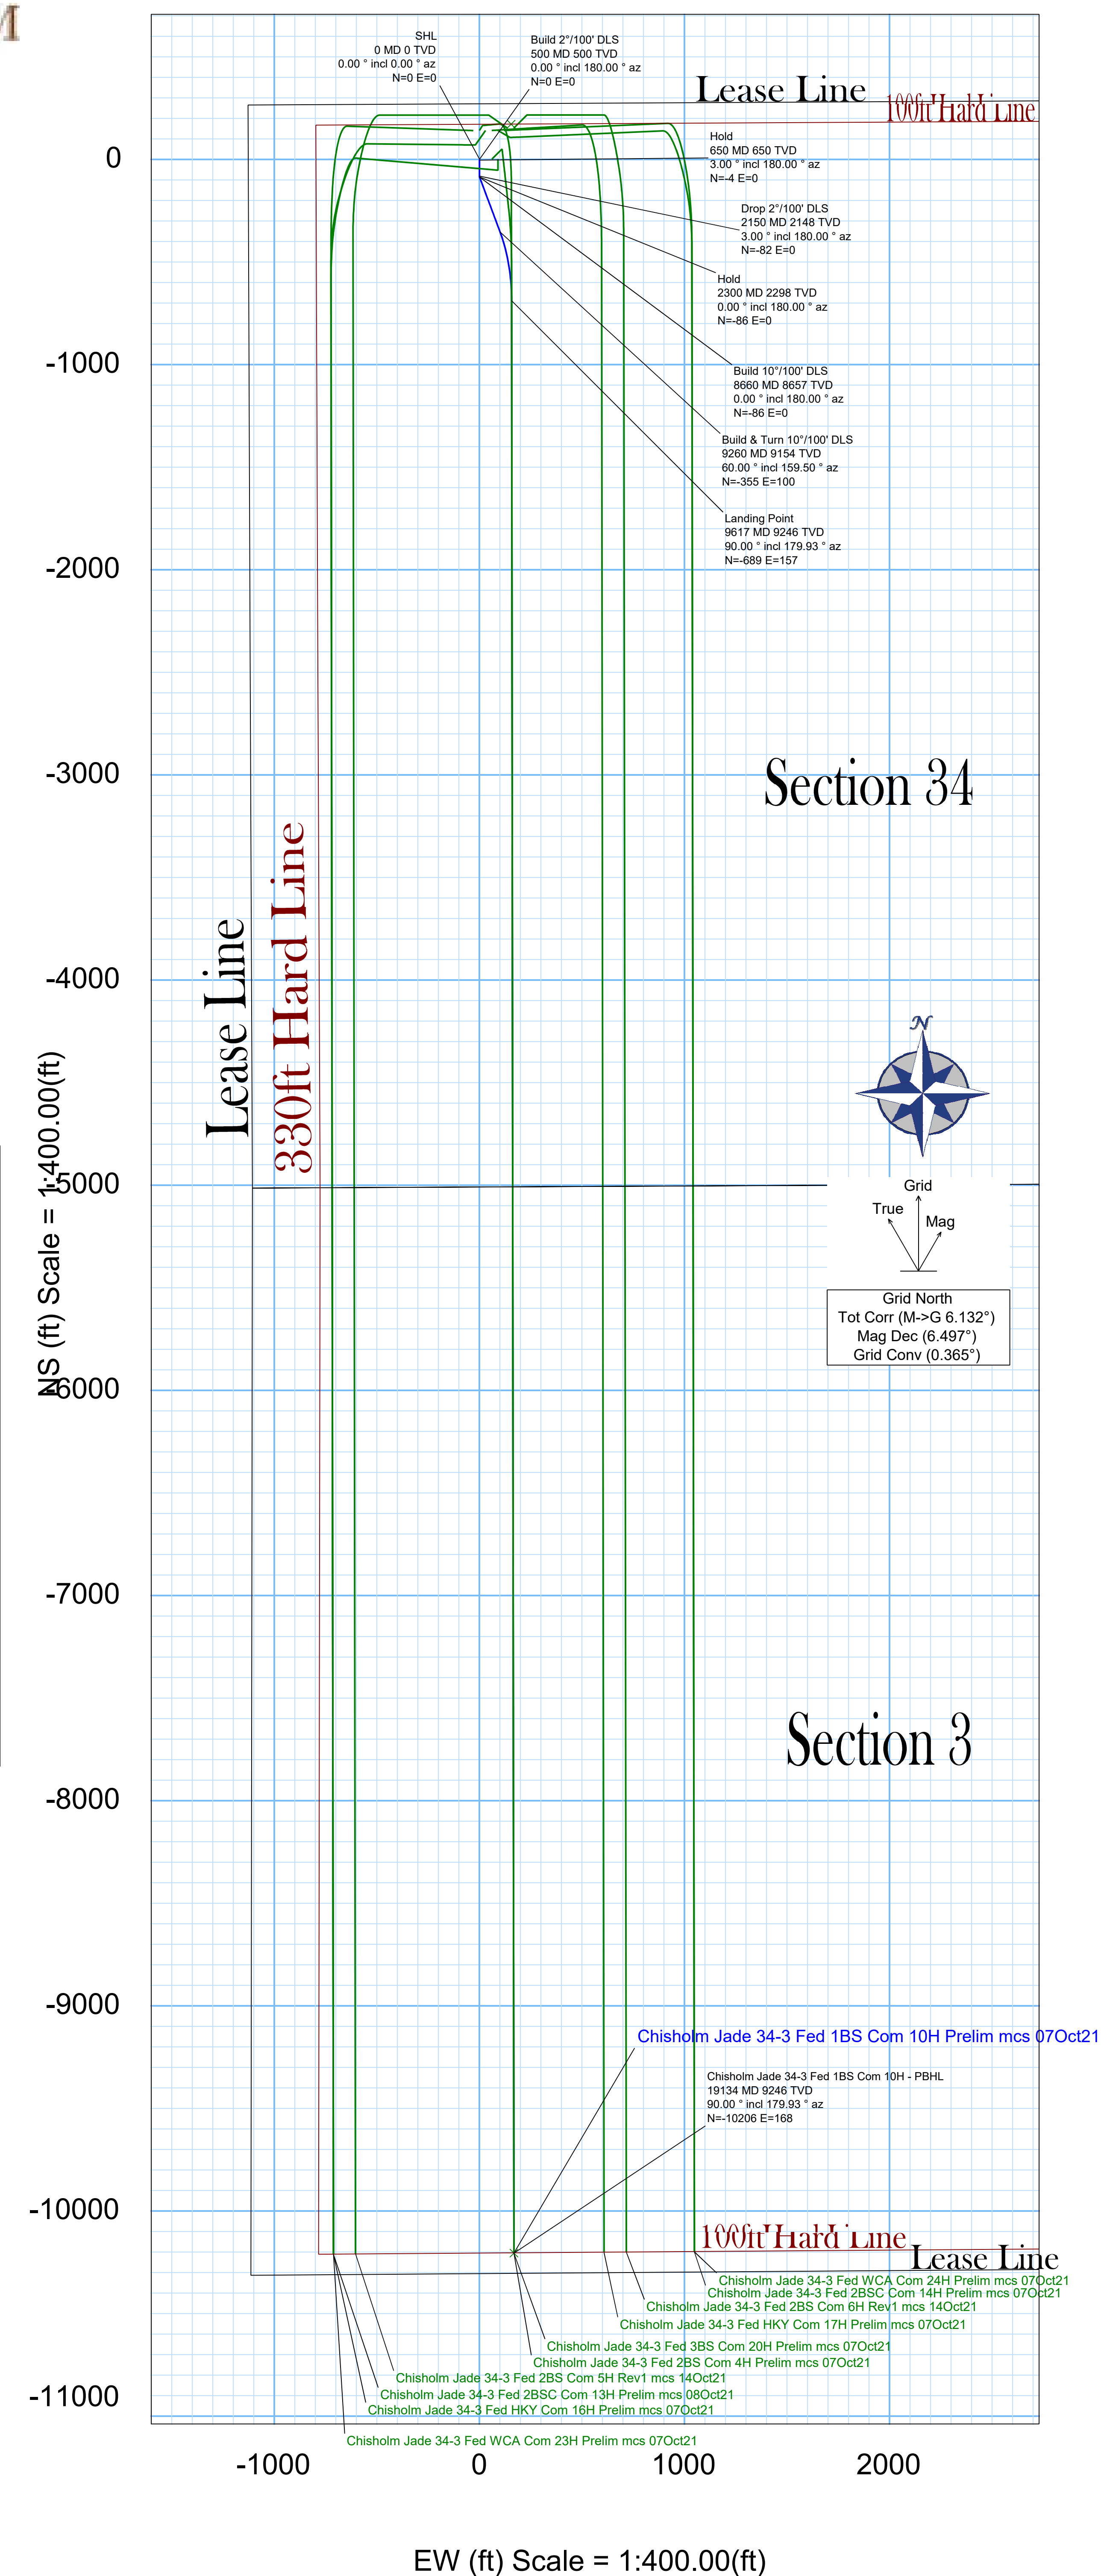 M
SHL
0 MD 0 TVD
0.00 ° incl 0.00 ° az
N=0 E=0
Build 2°/100' DLS
500 MD 500 TVD
0.00 ° incl 180.00 ° az
N=0 E=0
Lease Line
100ft Hard Line
Hold
650 MD 650 TVD
3.00 ° incl 180.00 ° az
N=-4 E=0
Drop 2°/100' DLS
2150 MD 2148 TVD
3.00 ° incl 180.00 ° az
N=-82 E=0
Hold
2300 MD 2298 TVD
0.00 ° incl 180.00 ° az
N=-86 E=0
Build 10°/100' DLS
8660 MD 8657 TVD
0.00 ° incl 180.00 ° az
N=-86 E=0
Build & Turn 10°/100' DLS
9260 MD 9154 TVD
60.00 ° incl 159.50 ° az
N=-355 E=100
Landing Point
9617 MD 9246 TVD
90.00 ° incl 179.93 ° az
N=-689 E=157
0
-1000
-2000
-3000
-4000
-5000
-6000
-7000
-8000
-9000
-10000
-11000
NS (ft) Scale = 1:400.00(ft)
Section 34
Lease Line
330ft Hard Line
N
Grid
True
Mag
Grid North
Tot Corr (M->G 6.132°)
Mag Dec (6.497°)
Grid Conv (0.365°)
Section 3
Chisholm Jade 34-3 Fed 1BS Com 10H Prelim mcs 07Oct21
Chisholm Jade 34-3 Fed 1BS Com 10H - PBHL
19134 MD 9246 TVD
90.00 ° incl 179.93 ° az
N=-10206 E=168
100ft Hard Line
Lease Line
Chisholm Jade 34-3 Fed WCA Com 24H Prelim mcs 07Oct21
Chisholm Jade 34-3 Fed 2BSC Com 14H Prelim mcs 07Oct21
Chisholm Jade 34-3 Fed 2BS Com 6H Rev1 mcs 14Oct21
Chisholm Jade 34-3 Fed HKY Com 17H Prelim mcs 07Oct21
Chisholm Jade 34-3 Fed 3BS Com 20H Prelim mcs 07Oct21
Chisholm Jade 34-3 Fed 2BS Com 4H Prelim mcs 07Oct21
Chisholm Jade 34-3 Fed 2BS Com 5H Rev1 mcs 14Oct21
Chisholm Jade 34-3 Fed 2BSC Com 13H Prelim mcs 08Oct21
Chisholm Jade 34-3 Fed HKY Com 16H Prelim mcs 07Oct21
Chisholm Jade 34-3 Fed WCA Com 23H Prelim mcs 07Oct21
-1000
0
1000
2000
EW (ft) Scale = 1:400.00(ft)